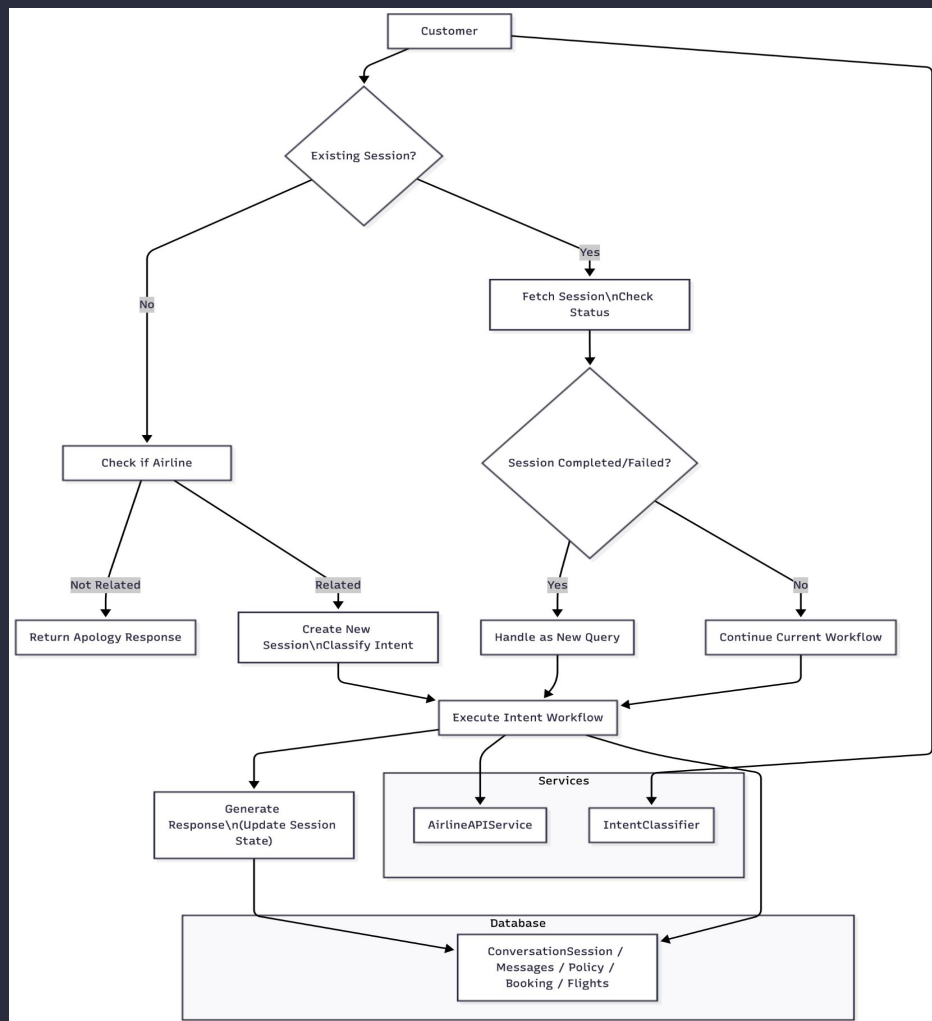 Customer
Existing Session?
Yes
Fetch Session\nCheck
Status
No
Check if Airline
Session Completed/Failed?
Not Related
Related
Yes
No
Return Apology Response
Create New
Session\nClassify Intent
Handle as New Query
Continue Current Workflow
Execute Intent Workflow
Services
Generate
Response\n(Update Session
State)
AirlineAPIService
IntentClassifier
Database
ConversationSession /
Messages / Policy /
Booking / Flights